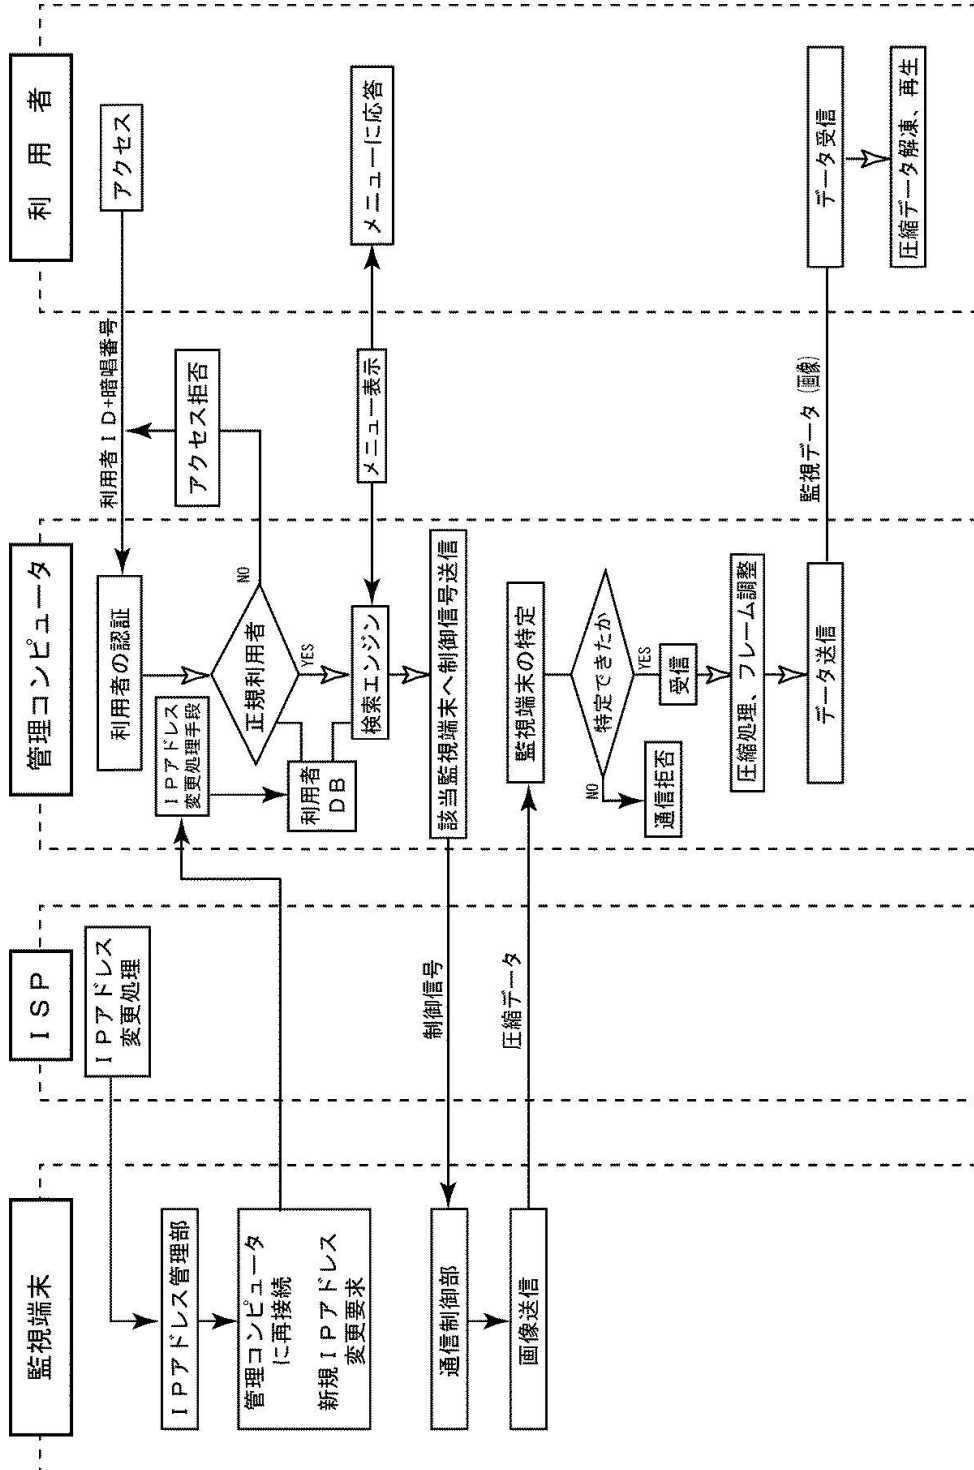 監視端末
ISP
管理コンピュータ
利用者
IPアドレス
変更処理
IPアドレス管理部
管理コンピュータ
に再接続
新規IPアドレス
変更要求
アクセス
利用者ID+暗唱番号
利用者の認証
IPアドレス
変更処理手段
正規利用者
NO
YES
アクセス拒否
利用者
DB
検索エンジン
メニュー表示
メニューに応答
該当監視端末へ制御信号送信
制御信号
通信制御部
画像送信
圧縮データ
監視端末の特定
特定できたか
NO
YES
通信拒否
受信
圧縮処理、フレーム調整
データ送信
監視データ(画像)
データ受信
圧縮データ解凍、再生